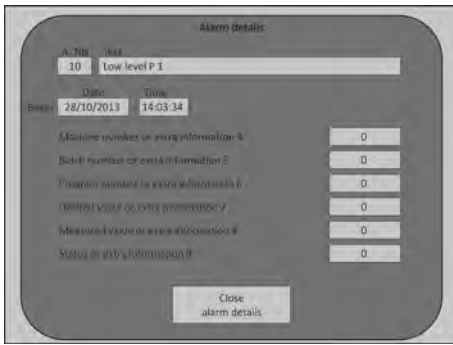 Alarm details
A. No Text
10 Low level P 1
Date Time
28/10/2013 14:03:34
Machine number or extra information 4 0
Batch number or extra information 5 0
Program number or extra information 6 0
Desired value or extra information 7 0
Measured value or extra information 8 0
Status or extra information 9 0
Close
alarm details